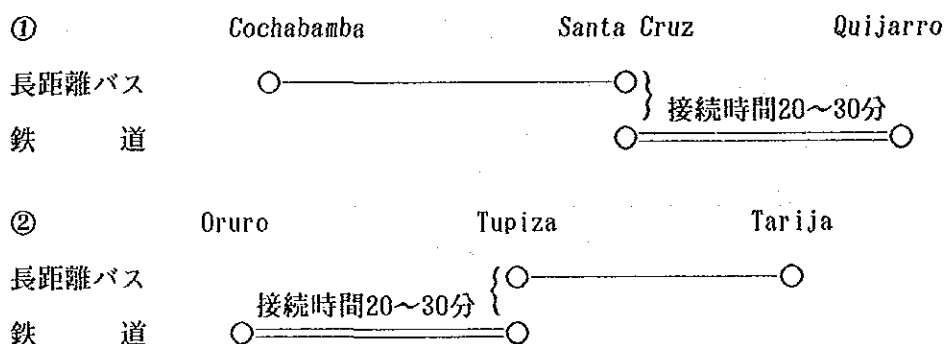 ① Cochabamba Santa Cruz Quijarro
長距離バス
接続時間20～30分
鉄 道
② Oruro Tupiza Tarija
長距離バス
接続時間20～30分
鉄 道